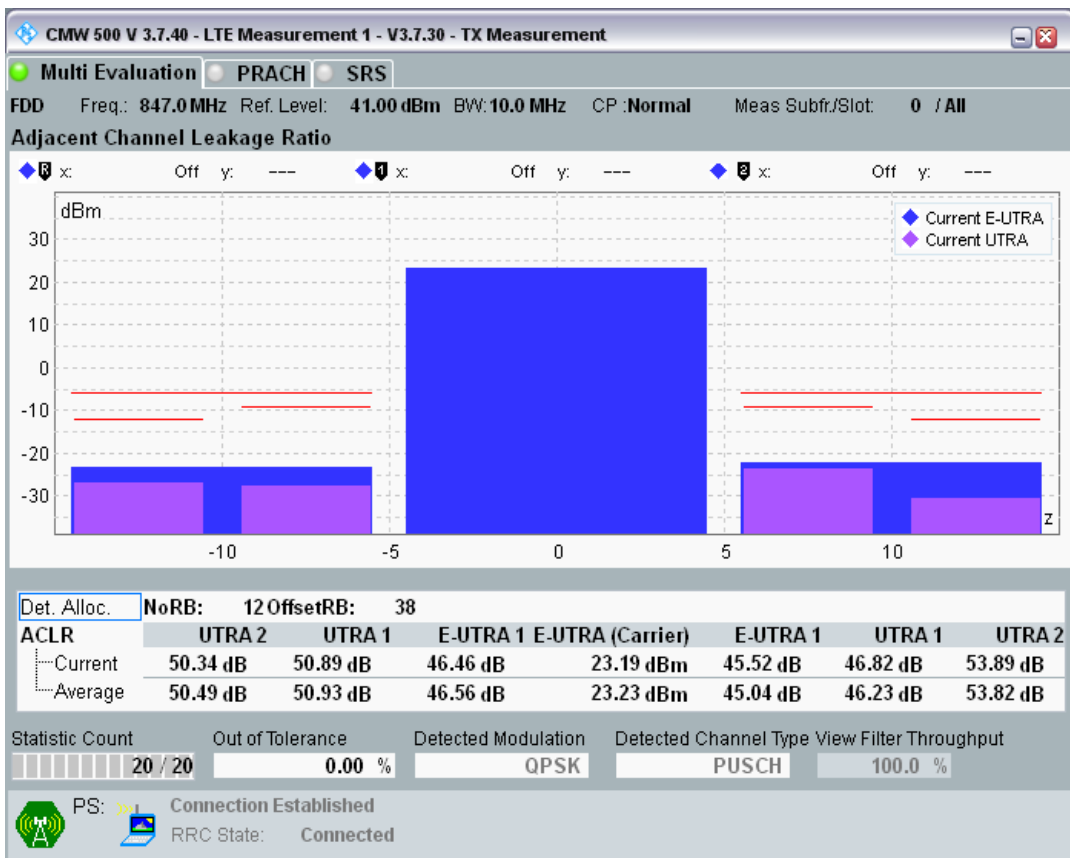 CMW 500 V 3.7.40 - LTE Measurement 1 - V3.7.30 - TX Measurement
Multi Evaluation PRACH SRS
FDD Freq.: 847.0 MHz Ref. Level: 41.00 dBm BW: 10.0 MHz CP :Normal Meas Subfr./Slot: 0 / All
Adjacent Channel Leakage Ratio
R x: Off y: --- 1 x: Off y: --- 2 x: Off y: ---
dBm
Current E-UTRA
Current UTRA
30
20
10
0
-10
-20
-30
z
-10 -5 0 5 10
Det. Alloc. NoRB: 12 OffsetRB: 38
ACLR UTRA 2 UTRA 1 E-UTRA 1 E-UTRA (Carrier) E-UTRA 1 UTRA 1 UTRA 2
Current 50.34 dB 50.89 dB 46.46 dB 23.19 dBm 45.52 dB 46.82 dB 53.89 dB
Average 50.49 dB 50.93 dB 46.56 dB 23.23 dBm 45.04 dB 46.23 dB 53.82 dB
Statistic Count Out of Tolerance Detected Modulation Detected Channel Type View Filter Throughput
20 / 20 0.00 % QPSK PUSCH 100.0 %
PS: Connection Established
RRC State: Connected